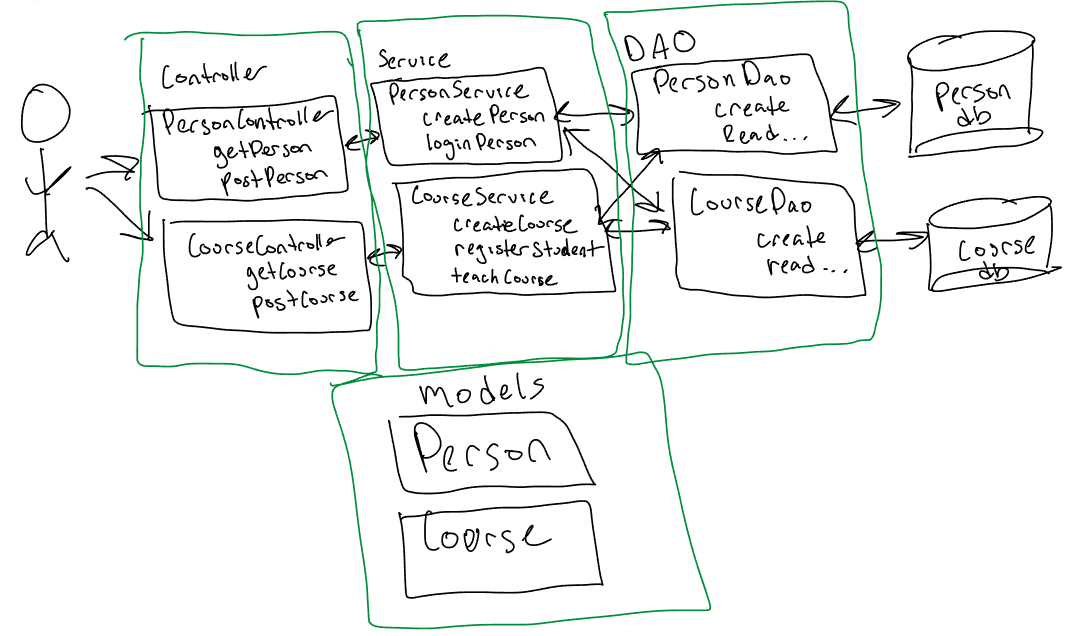 Controller
PersonController
getPerson
postPerson
CourseController
getCourse
postCourse
Service
PersonService
createPerson
loginPerson
CourseService
createCourse
registerStudent
teachCourse
DAO
PersonDao
create
Read...
CourseDao
create
read...
Person
db
Course
db
models
Person
Course